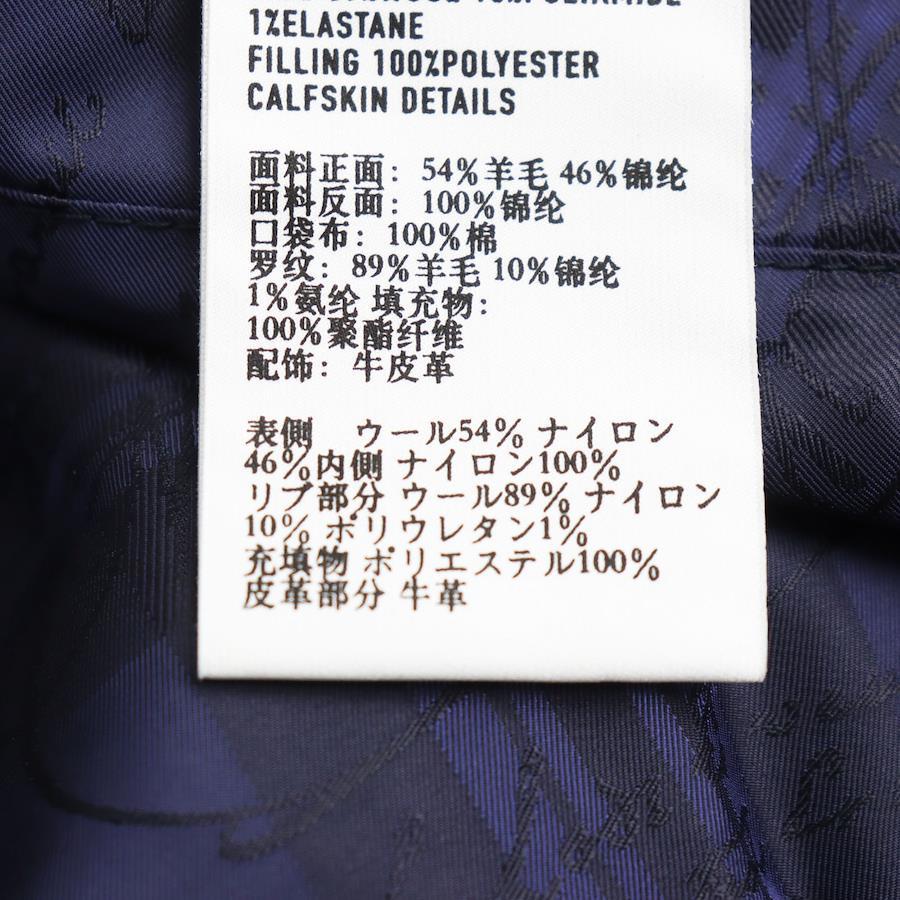 1%ELASTANE
FILLING 100%POLYESTER
CALFSKIN DETAILS
面料正面: 54%羊毛 46%锦纶
面料反面: 100%锦纶
口袋布: 100%棉
罗纹: 89%羊毛 10%锦纶
1%氨纶 填充物:
100%聚酯纤维
配饰: 牛皮革
表側 ウール54% ナイロン
46%内側 ナイロン100%
リブ部分 ウール89% ナイロン
10% ポリウレタン1%
充填物 ポリエステル100%
皮革部分 牛革